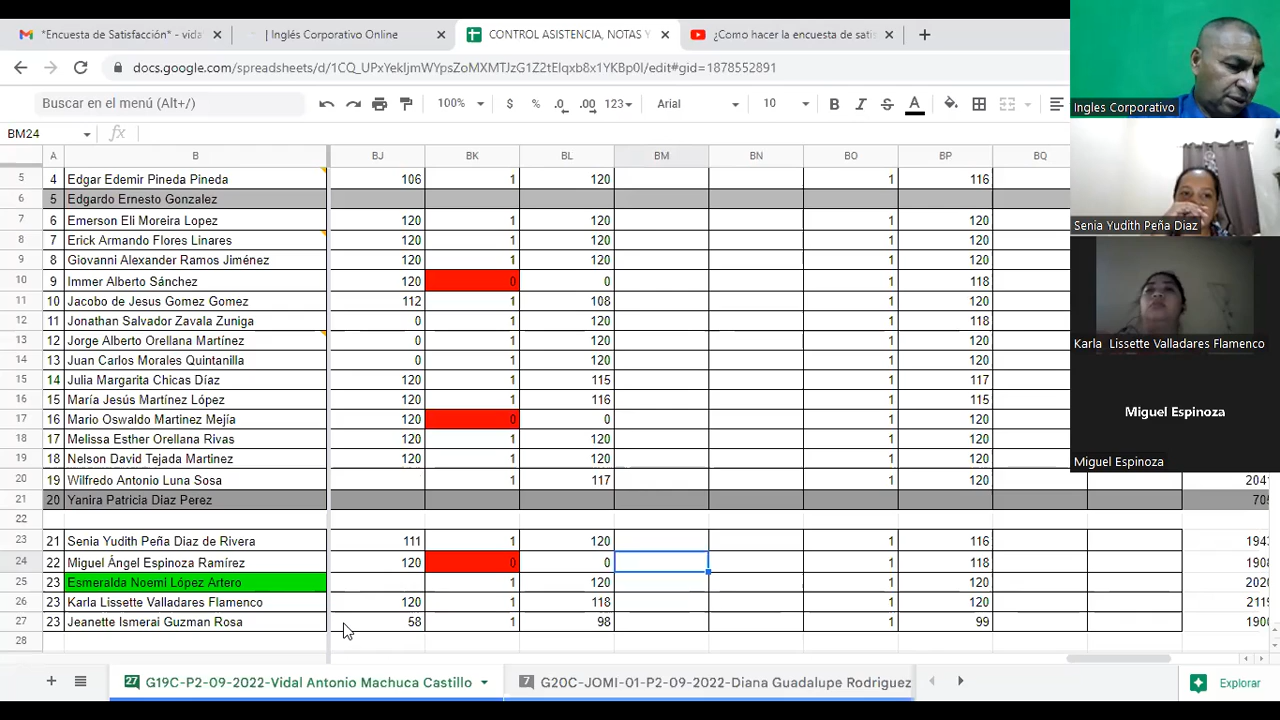 *Encuesta de Satisfacción* - vida
| Inglés Corporativo Online
CONTROL ASISTENCIA, NOTAS Y
¿Como hacer la encuesta de sati
docs.google.com/spreadsheets/d/1CQ_UPxYekIjmWYpsZoMXMTJzG1Z2tElqxb8x1YKBp0I/edit#gid=1878552891
Buscar en el menú (Alt+/)
100% $ % .0 .00 123 Arial 10 B I S A
BM24 fx
A B BJ BK BL BM BN BO BP BQ
5 4 Edgar Edemir Pineda Pineda 106 1 120 1 116
6 5 Edgardo Ernesto Gonzalez
7 6 Emerson Eli Moreira Lopez 120 1 120 1 120
8 7 Erick Armando Flores Linares 120 1 120 1 120
9 8 Giovanni Alexander Ramos Jiménez 120 1 120 1 120
10 9 Immer Alberto Sánchez 120 0 0 1 118
11 10 Jacobo de Jesus Gomez Gomez 112 1 108 1 120
12 11 Jonathan Salvador Zavala Zuniga 0 1 120 1 118
13 12 Jorge Alberto Orellana Martínez 0 1 120 1 120
14 13 Juan Carlos Morales Quintanilla 0 1 120 1 120
15 14 Julia Margarita Chicas Díaz 120 1 115 1 117
16 15 María Jesús Martínez López 120 1 116 1 115
17 16 Mario Oswaldo Martinez Mejía 120 0 0 1 120
18 17 Melissa Esther Orellana Rivas 120 1 120 1 120
19 18 Nelson David Tejada Martinez 120 1 120 1 120
20 19 Wilfredo Antonio Luna Sosa 1 117 1 120 2041
21 20 Yanira Patricia Diaz Perez 705
22
23 21 Senia Yudith Peña Diaz de Rivera 111 1 120 1 116 1943
24 22 Miguel Ángel Espinoza Ramírez 120 0 0 1 118 1908
25 23 Esmeralda Noemi López Artero 1 120 1 120 2020
26 23 Karla Lissette Valladares Flamenco 120 1 118 1 120 2119
27 23 Jeanette Ismerai Guzman Rosa 58 1 98 1 99 1900
28
27 G19C-P2-09-2022-Vidal Antonio Machuca Castillo
7 G20C-JOMI-01-P2-09-2022-Diana Guadalupe Rodriguez
Explorar
Ingles Corporativo
Senia Yudith Peña Diaz
Karla Lissette Valladares Flamenco
Miguel Espinoza
Miguel Espinoza